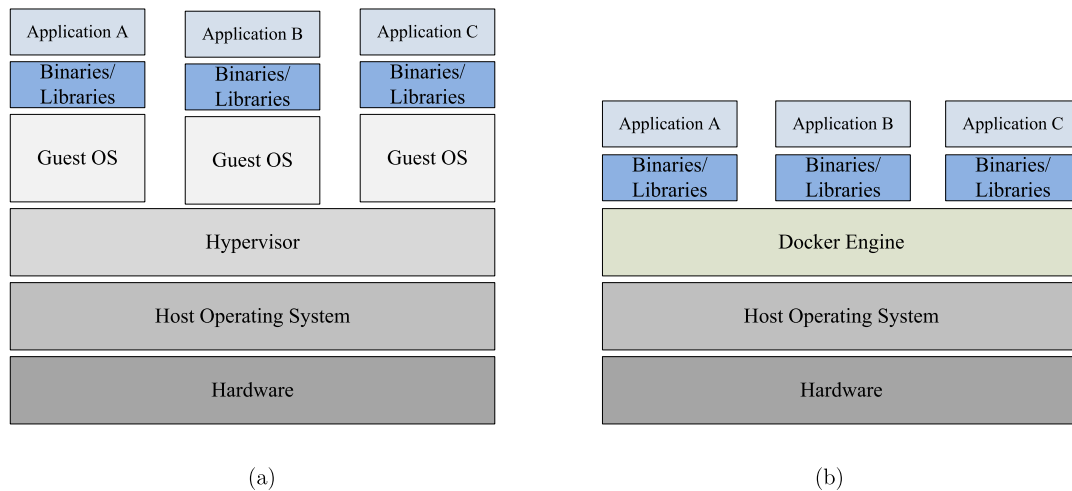 Application A
Application B
Application C
Binaries/
Libraries
Binaries/
Libraries
Binaries/
Libraries
Guest OS
Guest OS
Guest OS
Hypervisor
Host Operating System
Hardware
(a)
Application A
Application B
Application C
Binaries/
Libraries
Binaries/
Libraries
Binaries/
Libraries
Docker Engine
Host Operating System
Hardware
(b)